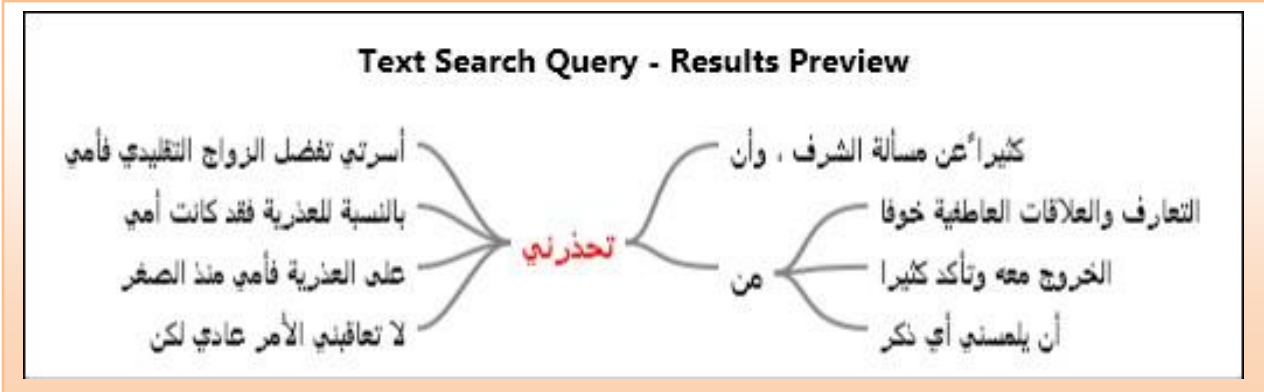 Text Search Query - Results Preview
أسرتي تفضل الزواج التقليدي فأمي
بالنسبة للعذرية فقد كانت أمي
على العذرية فأمي منذ الصغر
لا تعاقبني الأمر عادي لكن
تحذرني
كثيرا ًعن مسألة الشرف ، وأن
من
التعارف والعلاقات العاطفية خوفا
الخروج معه وتأكد كثيرا
أن يلمسني أي ذكر